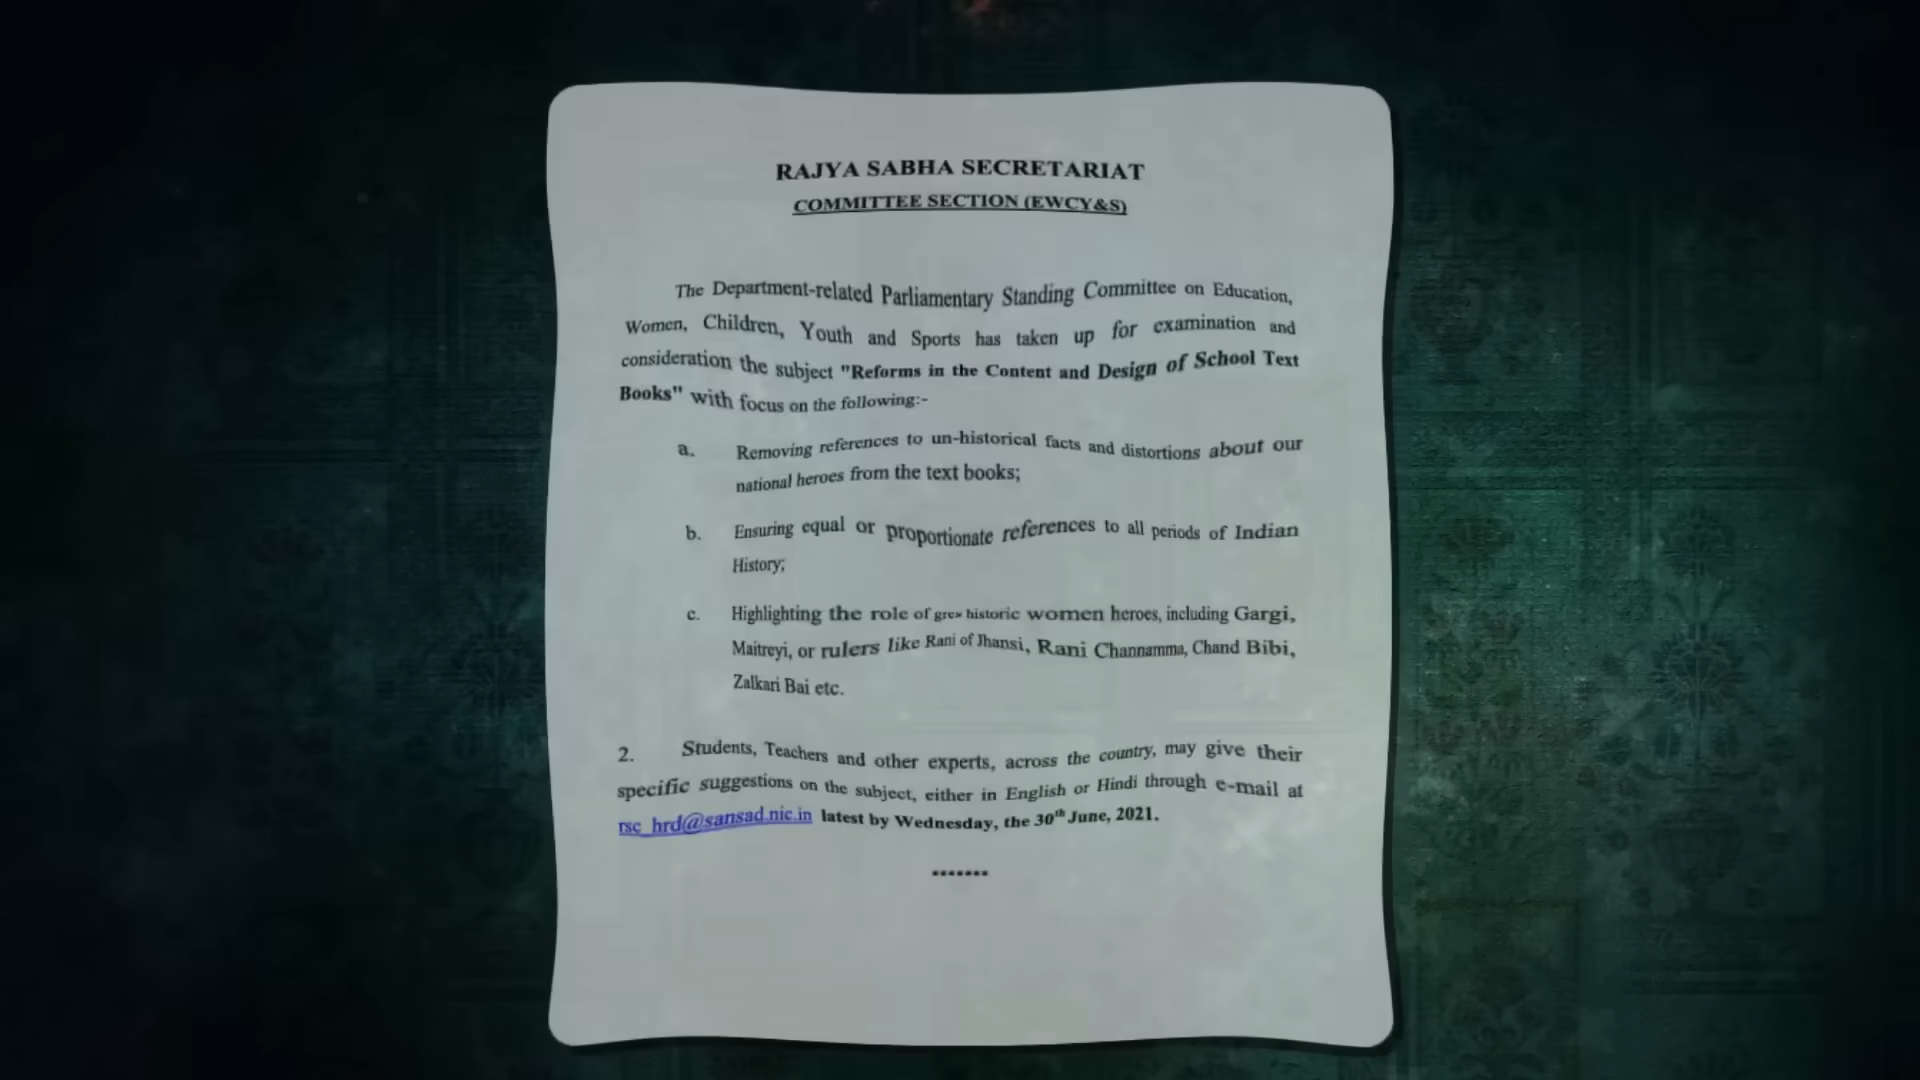 RAJYA SABHA SECRETARIAT
COMMITTEE SECTION (EWCY&S)
The Department-related Parliamentary Standing Committee on Education,
Women, Children, Youth and Sports has taken up for examination and
consideration the subject "Reforms in the Content and Design of School Text
Books" with focus on the following:-
a. Removing references to un-historical facts and distortions about our
national heroes from the text books;
b. Ensuring equal or proportionate references to all periods of Indian
History;
c. Highlighting the role of historic women heroes, including Gargi,
Maitreyi, or rulers like Rani of Jhansi, Rani Channamma, Chand Bibi,
Zalkari Bai etc.
2. Students, Teachers and other experts, across the country, may give their
specific suggestions on the subject, either in English or Hindi through e-mail at
rsc_hrd@sansad.nic.in latest by Wednesday, the 30th June, 2021.
*******